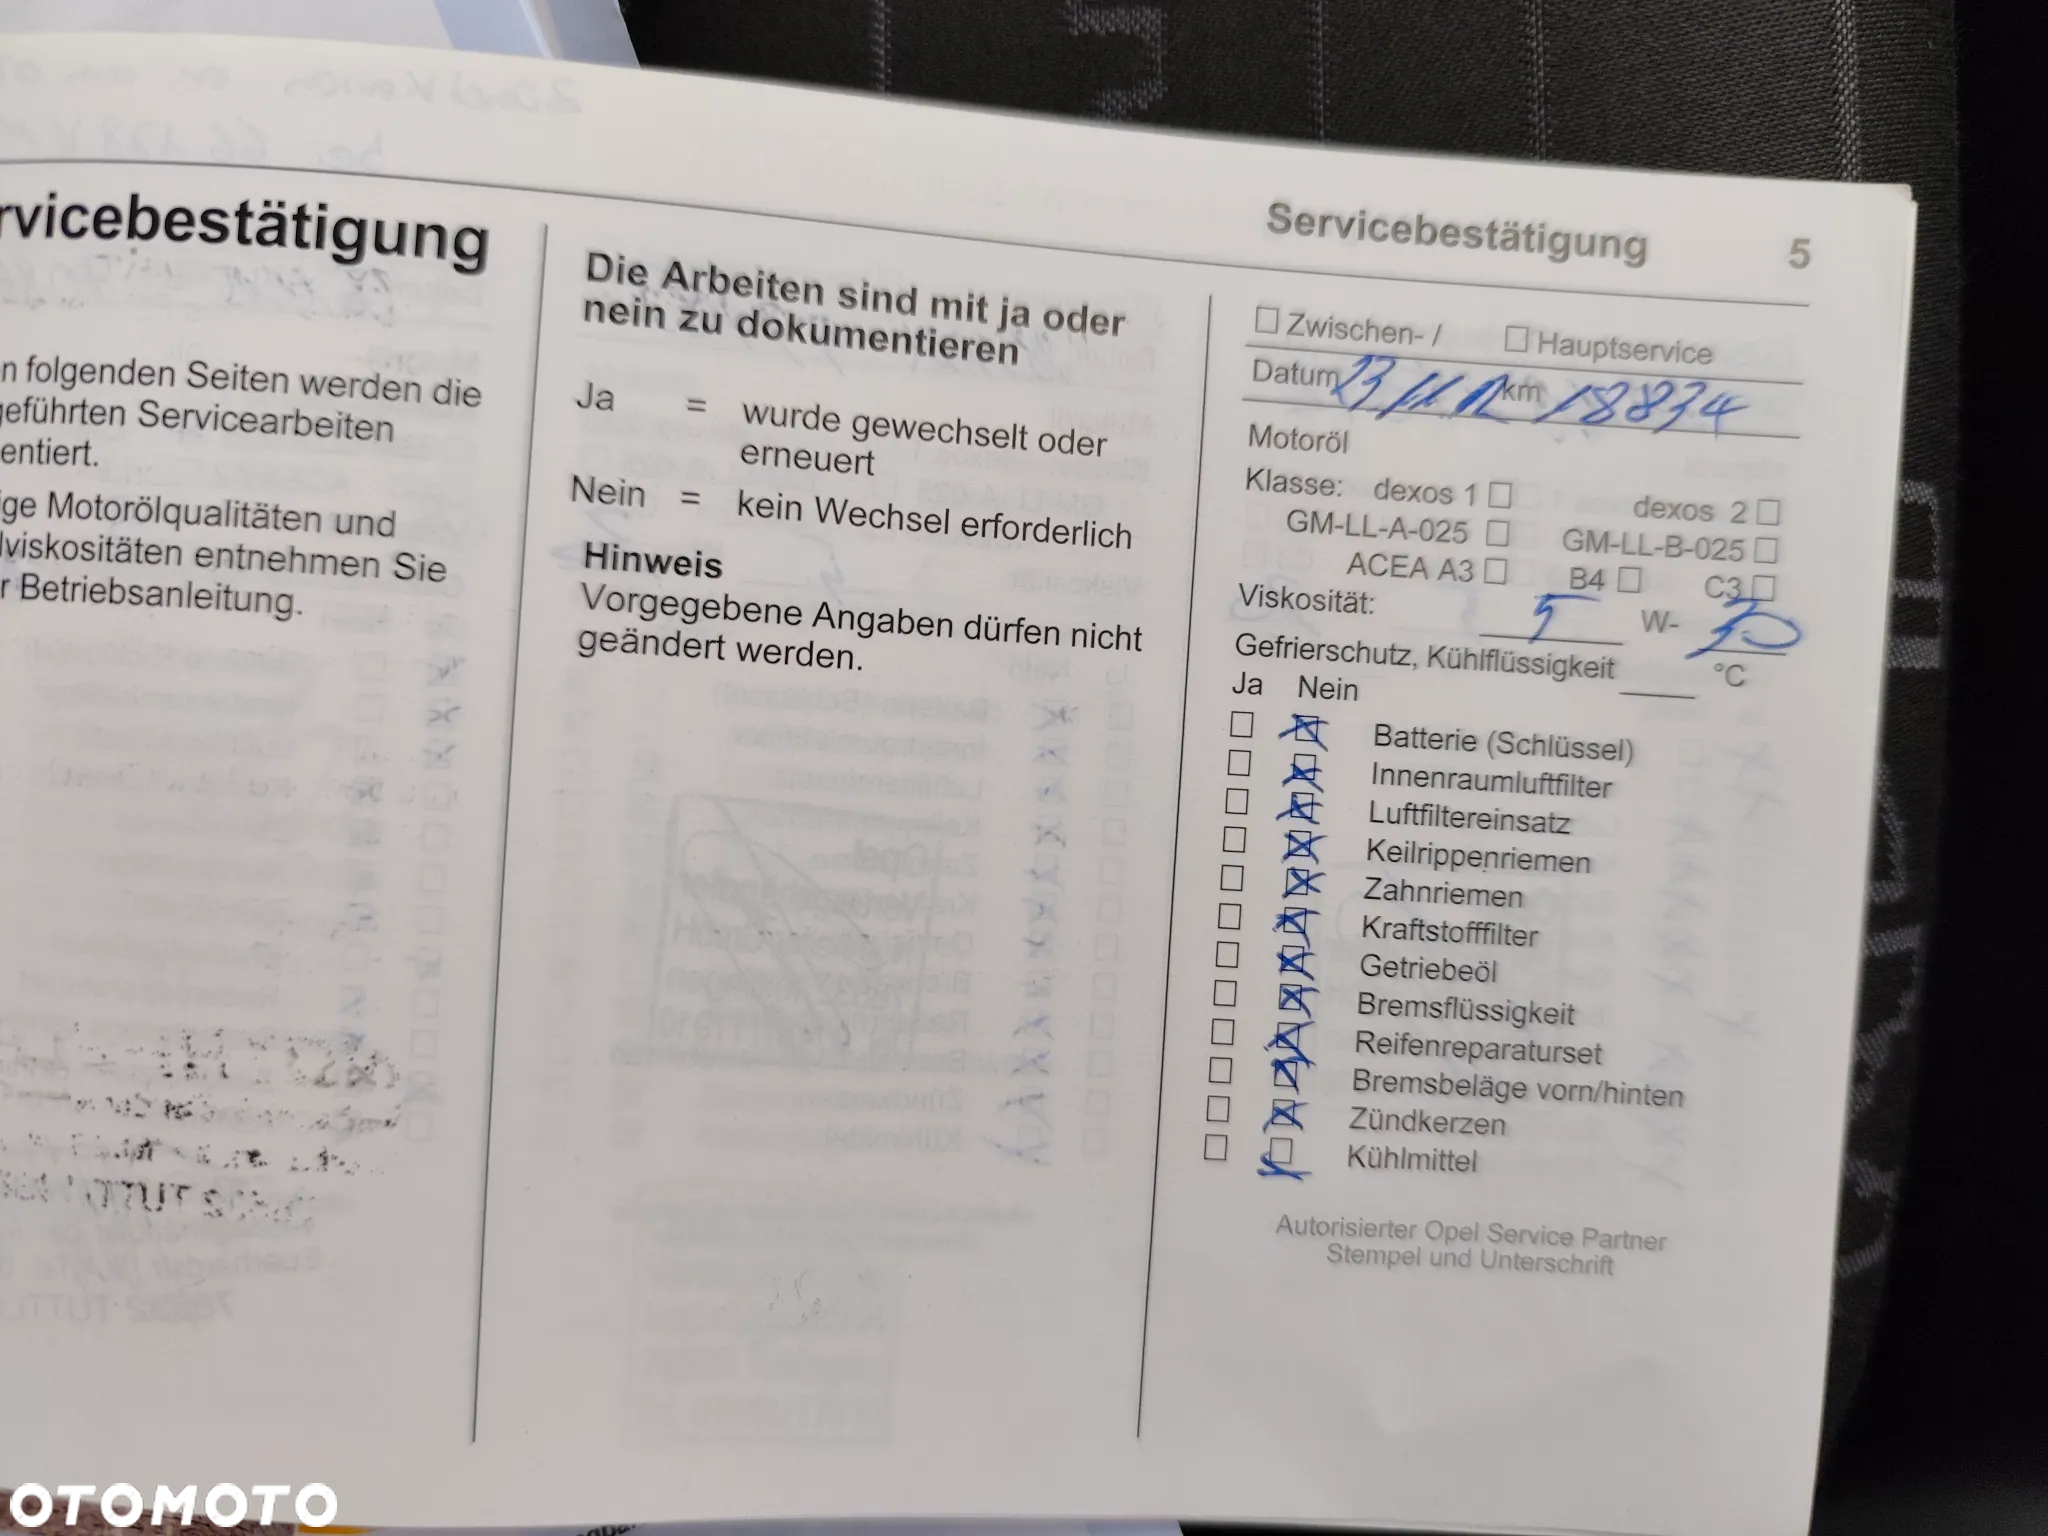 rvicebestätigung
n folgenden Seiten werden die
geführten Servicearbeiten
entiert.
ige Motorölqualitäten und
lviskositäten entnehmen Sie
r Betriebsanleitung.
Die Arbeiten sind mit ja oder
nein zu dokumentieren
Ja = wurde gewechselt oder
erneuert
Nein = kein Wechsel erforderlich
Hinweis
Vorgegebene Angaben dürfen nicht
geändert werden.
Servicebestätigung 5
Zwischen- / Hauptservice
Datum 23 11 12 km 18834
Motoröl
Klasse: dexos 1 dexos 2
GM-LL-A-025 GM-LL-B-025
ACEA A3 B4 C3
Viskosität: 5 W- 30
Gefrierschutz, Kühlflüssigkeit °C
Ja Nein
Batterie (Schlüssel)
Innenraumluftfilter
Luftfiltereinsatz
Keilrippenriemen
Zahnriemen
Kraftstofffilter
Getriebeöl
Bremsflüssigkeit
Reifenreparaturset
Bremsbeläge vorn/hinten
Zündkerzen
Kühlmittel
Autorisierter Opel Service Partner
Stempel und Unterschrift
OTOMOTO